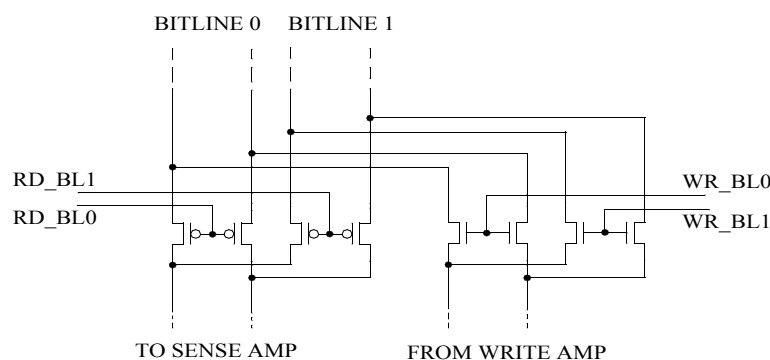 BITLINE 0 BITLINE 1
RD_BL1 WR_BL0
RD_BL0 WR_BL1
TO SENSE AMP FROM WRITE AMP